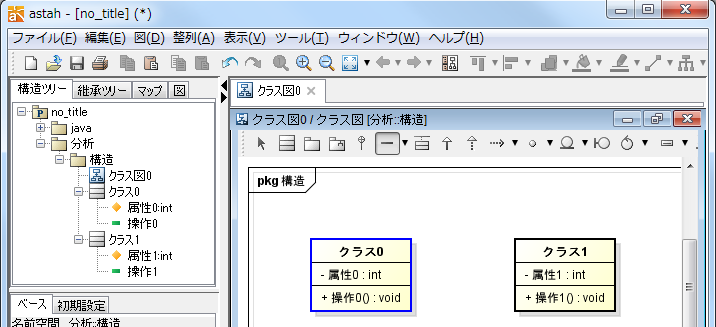 astah - [no_title] (*)
ファイル(F) 編集(E) 図(D) 整列(A) 表示(V) ツール(T) ウィンドウ(W) ヘルプ(H)
構造ツリー 継承ツリー マップ 図
no_title
java
分析
構造
クラス図0
クラス0
属性0:int
操作0
クラス1
属性1:int
操作1
ベース 初期設定
名前空間 分析::構造
クラス図0
クラス図0 / クラス図 [分析::構造]
pkg 構造
クラス0
- 属性0 : int
+ 操作0() : void
クラス1
- 属性1 : int
+ 操作1() : void